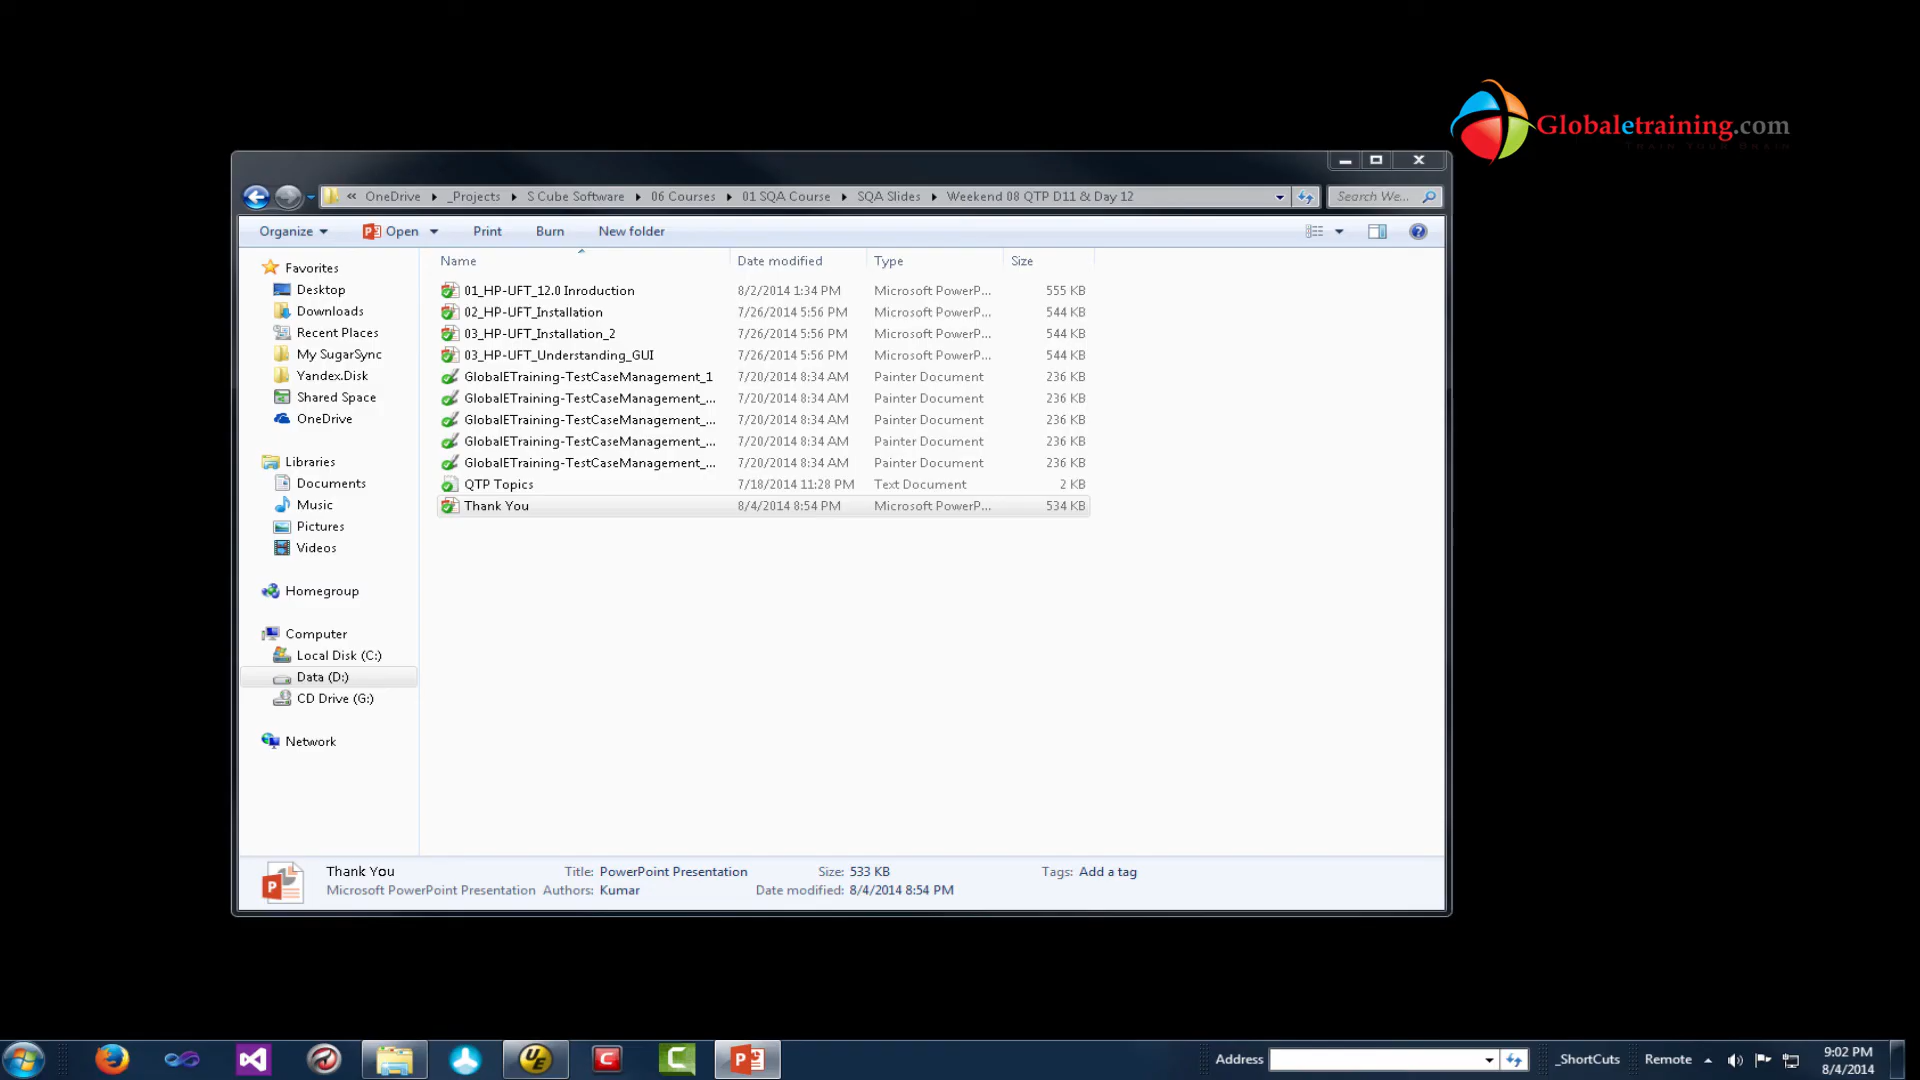 Globaletraining.com
TRAIN YOUR BRAIN
« OneDrive _Projects S Cube Software 06 Courses 01 SQA Course SQA Slides Weekend 08 QTP D11 & Day 12 Search We...
Organize Open Print Burn New folder
Name Date modified Type Size
Favorites
Desktop
Downloads
Recent Places
My SugarSync
Yandex.Disk
Shared Space
OneDrive
Libraries
Documents
Music
Pictures
Videos
Homegroup
Computer
Local Disk (C:)
Data (D:)
CD Drive (G:)
Network
01_HP-UFT_12.0 Inroduction 8/2/2014 1:34 PM Microsoft PowerP... 555 KB
02_HP-UFT_Installation 7/26/2014 5:56 PM Microsoft PowerP... 544 KB
03_HP-UFT_Installation_2 7/26/2014 5:56 PM Microsoft PowerP... 544 KB
03_HP-UFT_Understanding_GUI 7/26/2014 5:56 PM Microsoft PowerP... 544 KB
GlobalETraining-TestCaseManagement_1 7/20/2014 8:34 AM Painter Document 236 KB
GlobalETraining-TestCaseManagement_... 7/20/2014 8:34 AM Painter Document 236 KB
GlobalETraining-TestCaseManagement_... 7/20/2014 8:34 AM Painter Document 236 KB
GlobalETraining-TestCaseManagement_... 7/20/2014 8:34 AM Painter Document 236 KB
GlobalETraining-TestCaseManagement_... 7/20/2014 8:34 AM Painter Document 236 KB
QTP Topics 7/18/2014 11:28 PM Text Document 2 KB
Thank You 8/4/2014 8:54 PM Microsoft PowerP... 534 KB
Thank You Title: PowerPoint Presentation Size: 533 KB Tags: Add a tag
Microsoft PowerPoint Presentation Authors: Kumar Date modified: 8/4/2014 8:54 PM
Address _ShortCuts Remote 9:02 PM
8/4/2014